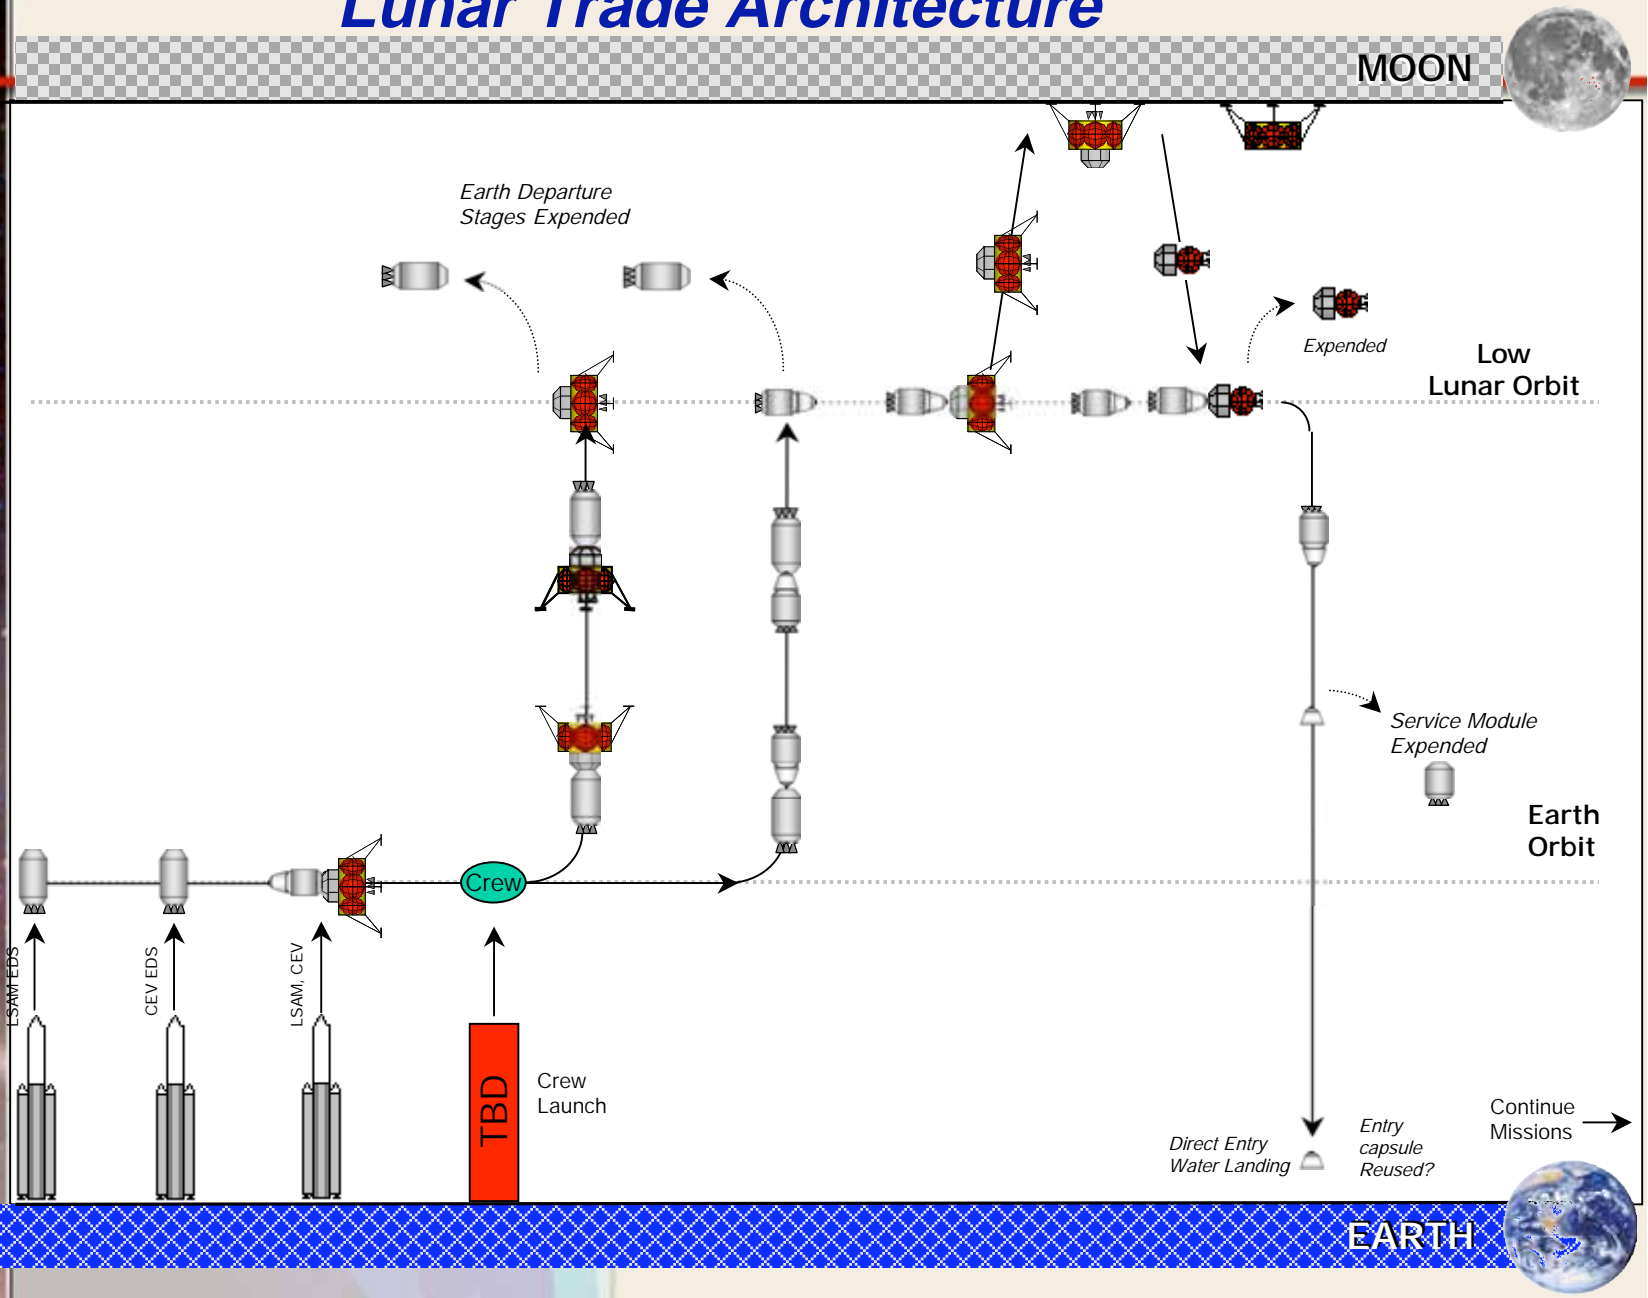 Lunar Trade Architecture
MOON
Earth Departure
Stages Expended
Expended
Low
Lunar Orbit
Service Module
Expended
Earth
Orbit
Crew
LSAM EDS
CEV EDS
LSAM, CEV
TBD
Crew
Launch
Continue
Missions
Direct Entry
Water Landing
Entry
capsule
Reused?
EARTH